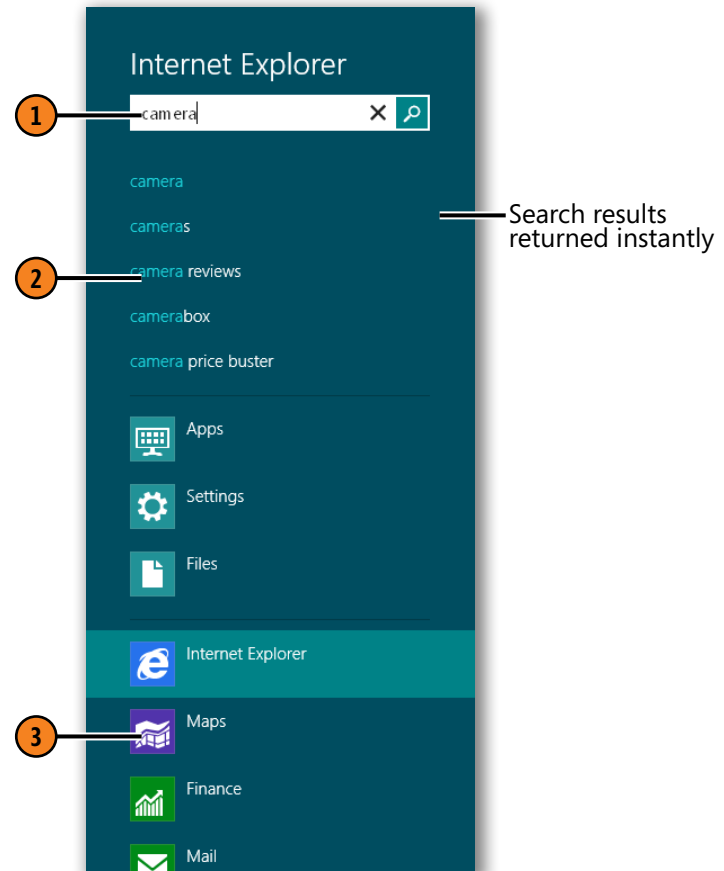 Internet Explorer
1
camera
camera
cameras
Search results
returned instantly
2
camera reviews
camerabox
camera price buster
Apps
Settings
Files
Internet Explorer
3
Maps
Finance
Mail